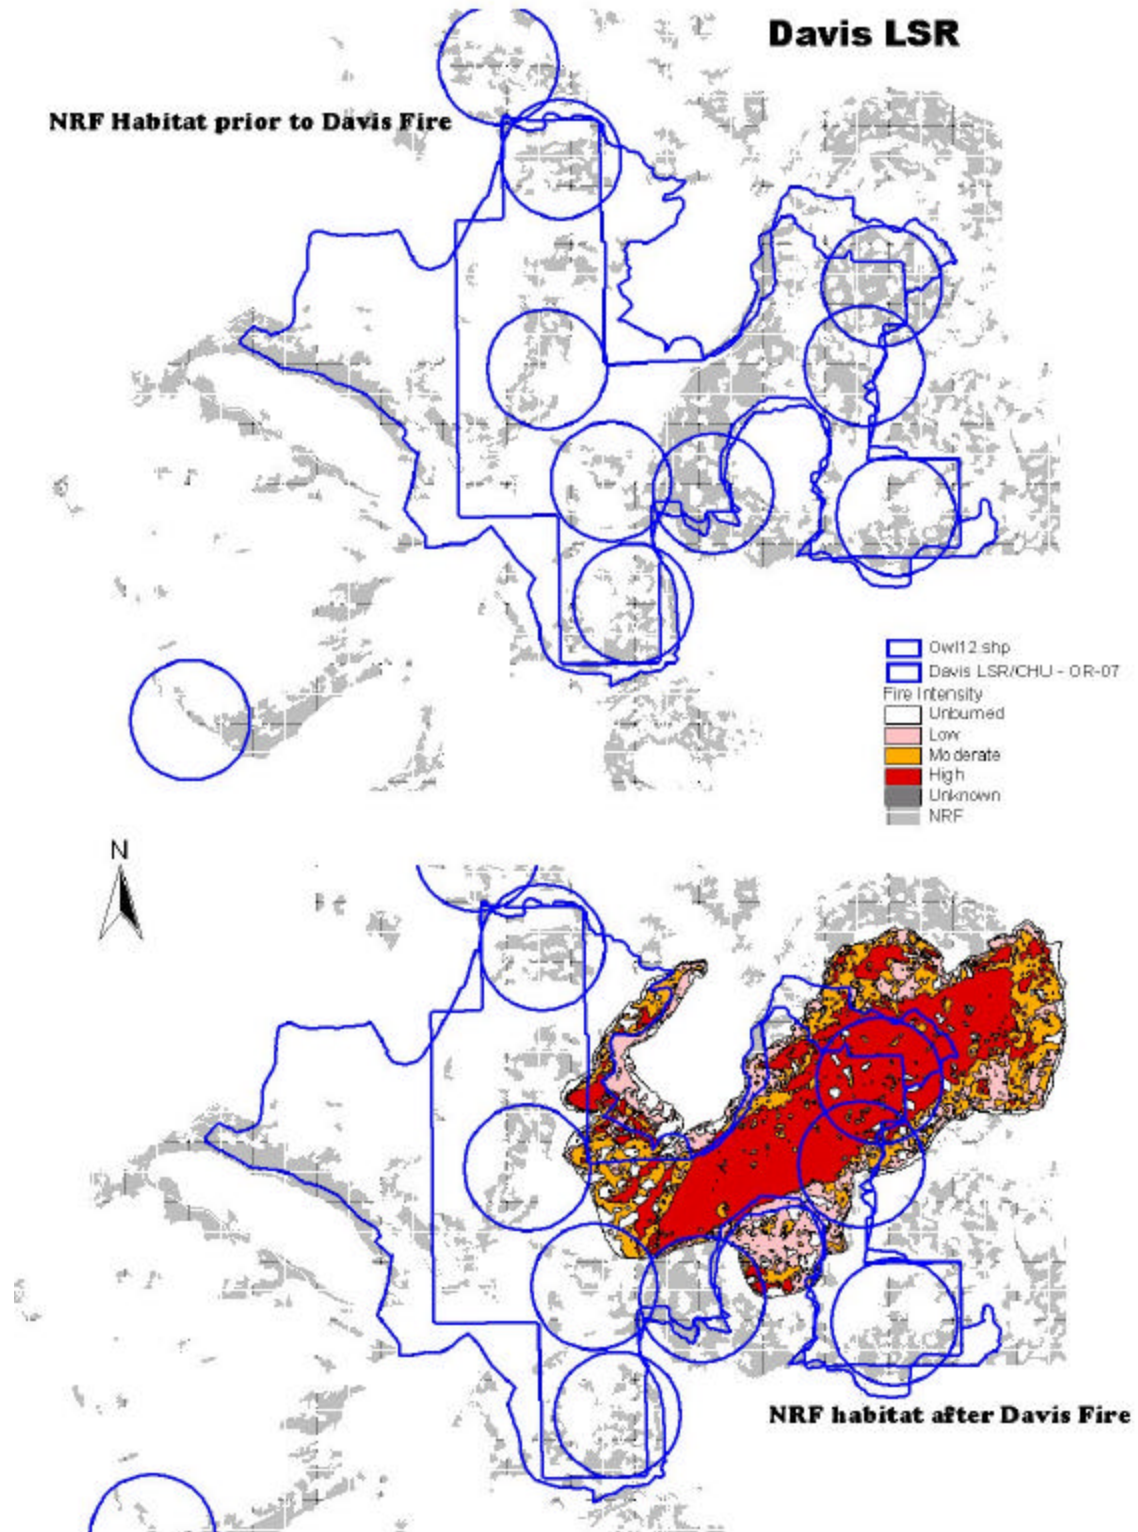 Davis LSR
NRF Habitat prior to Davis Fire
Owl12.shp
Davis LSR/CHU - OR-07
Fire Intensity
Unburned
Low
Moderate
High
Unknown
NRF
N
NRF habitat after Davis Fire